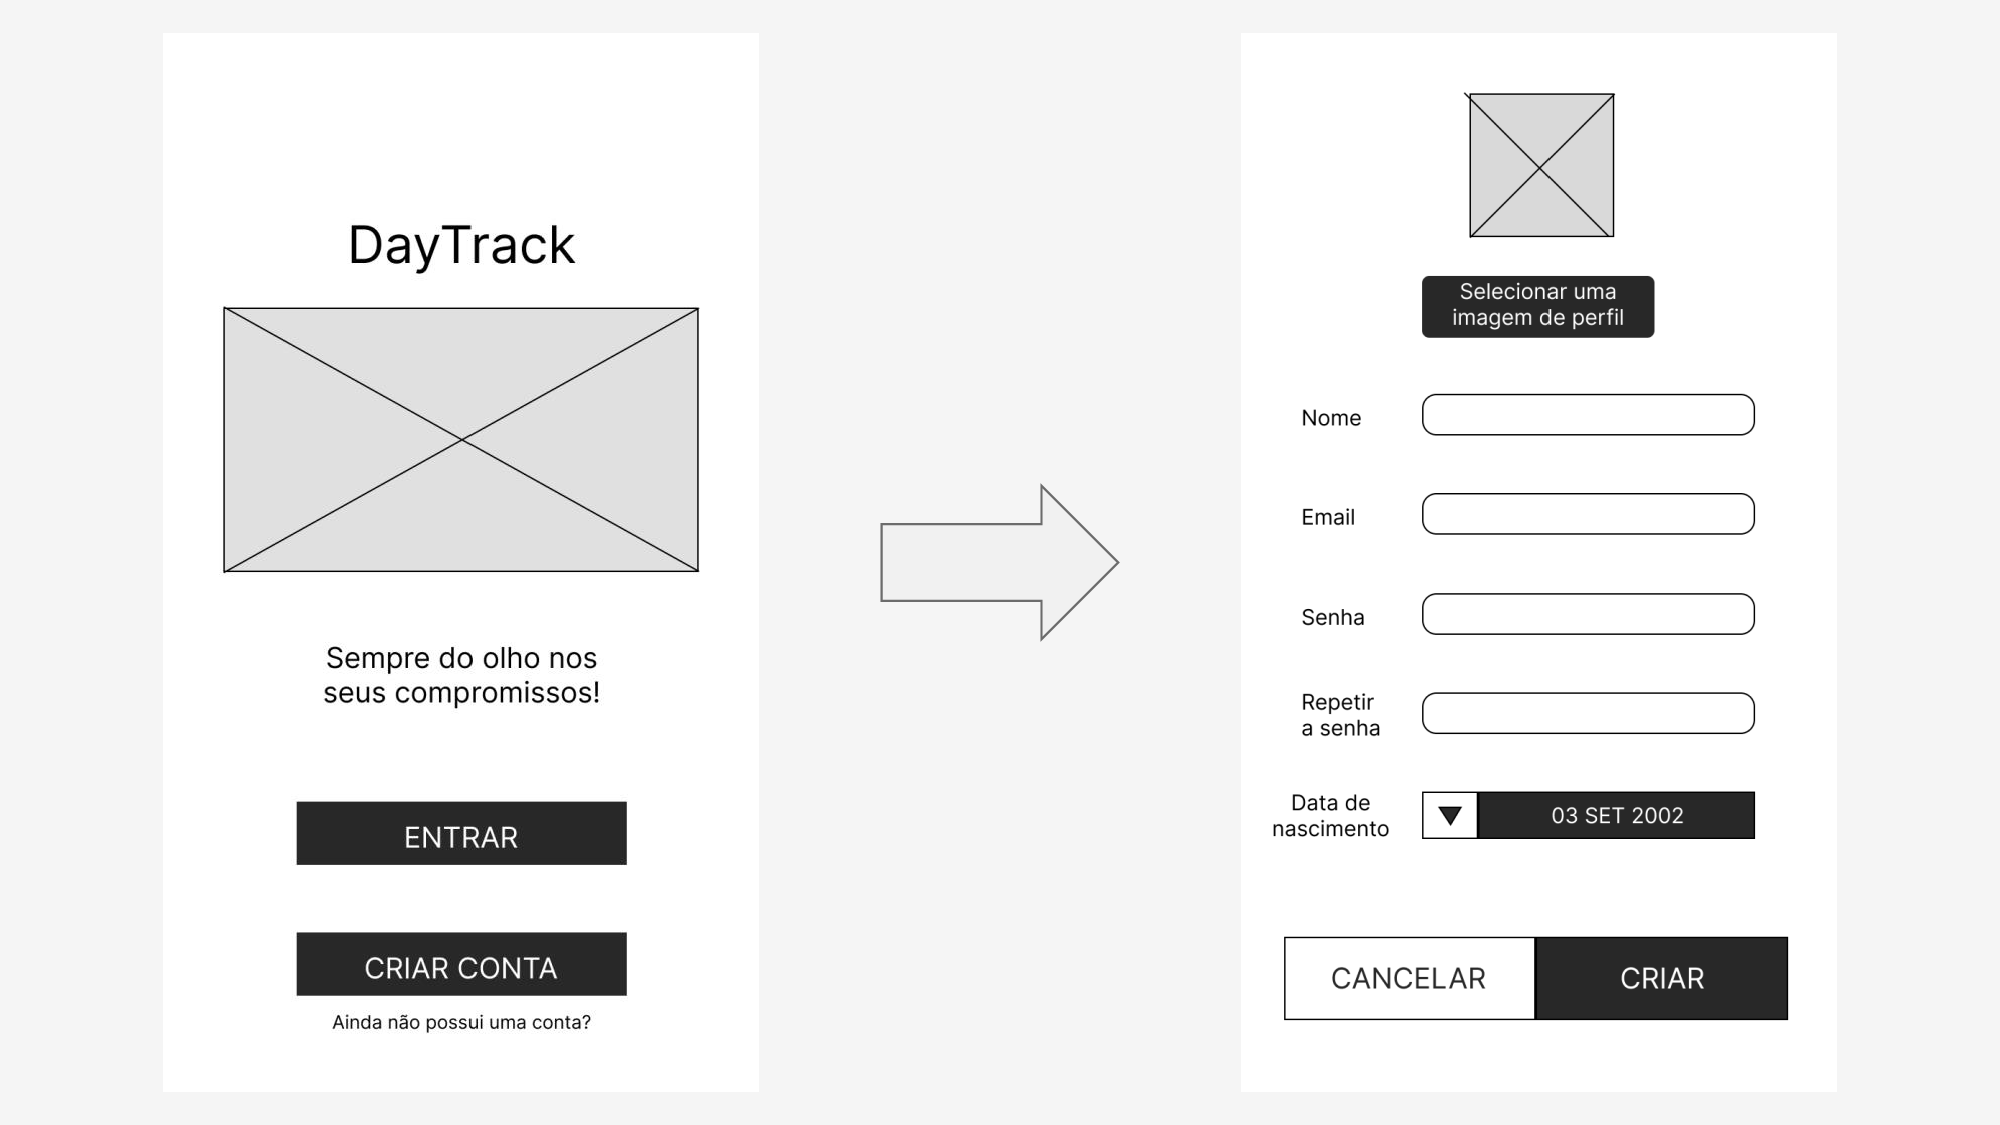 DayTrack
Sempre do olho nos
seus compromissos!
ENTRAR
CRIAR CONTA
Ainda não possui uma conta?
Selecionar uma
imagem de perfil
Nome
Email
Senha
Repetir
a senha
Data de
nascimento
03 SET 2002
CANCELAR
CRIAR